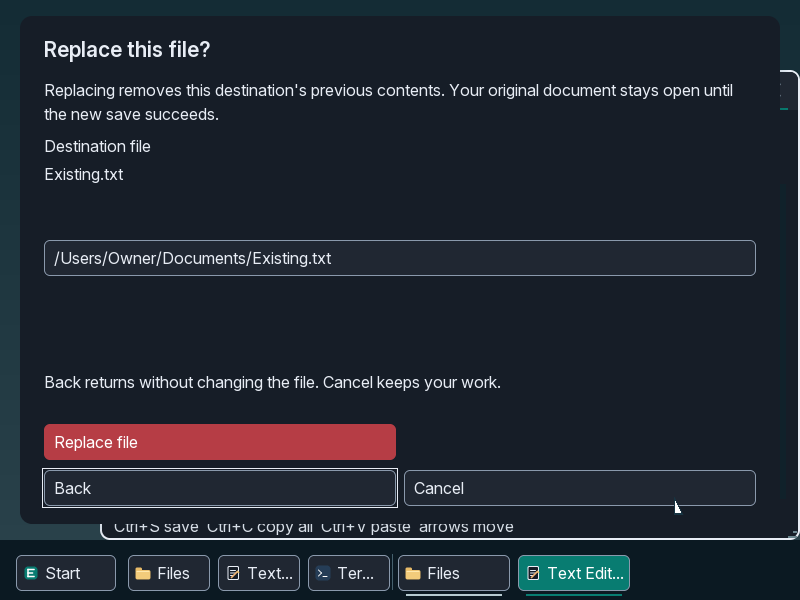 Replace this file?
Replacing removes this destination's previous contents. Your original document stays open until
the new save succeeds.
Destination file
Existing.txt
/Users/Owner/Documents/Existing.txt
Back returns without changing the file. Cancel keeps your work.
Replace file
Back
Cancel
Ctrl+S save Ctrl+C copy all Ctrl+V paste arrows move
Start
Files
Text...
Ter...
Files
Text Edit...